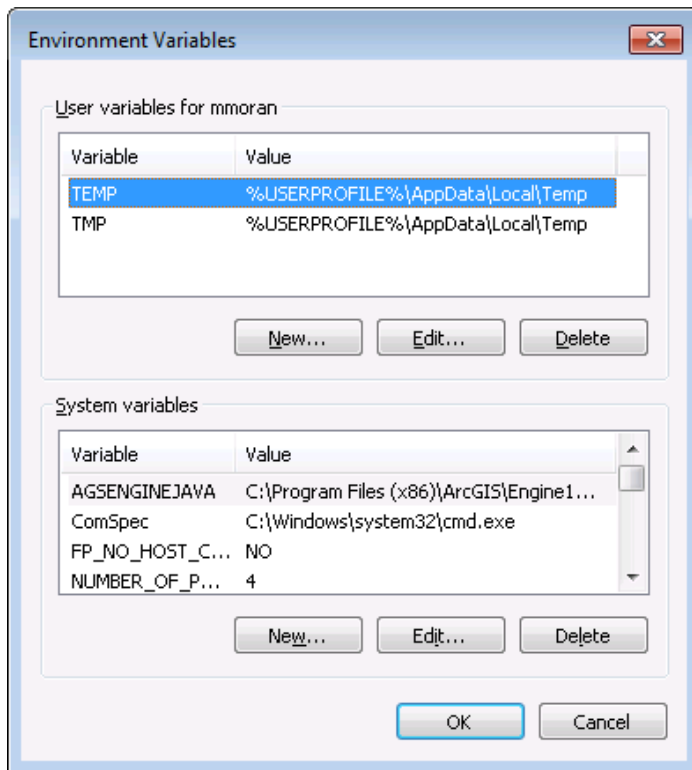 Environment Variables
User variables for mmoran
Variable Value
TEMP %USERPROFILE%\AppData\Local\Temp
TMP %USERPROFILE%\AppData\Local\Temp
New... Edit... Delete
System variables
Variable Value
AGSENGINEJAVA C:\Program Files (x86)\ArcGIS\Engine1...
ComSpec C:\Windows\system32\cmd.exe
FP_NO_HOST_C... NO
NUMBER_OF_P... 4
New... Edit... Delete
OK Cancel